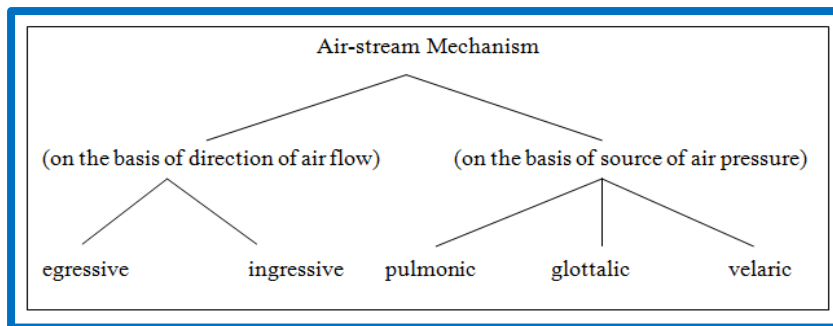 Air-stream Mechanism
(on the basis of direction of air flow) (on the basis of source of air pressure)
egressive ingressive pulmonic glottalic velaric